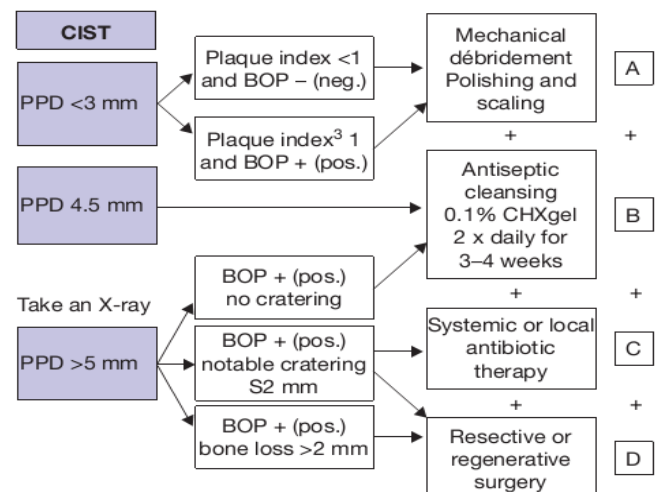 CIST
PPD <3 mm
Plaque index <1
and BOP – (neg.)
Plaque index³ 1
and BOP + (pos.)
Mechanical
débridement
Polishing and
scaling
A
+ +
PPD 4.5 mm
Antiseptic
cleansing
0.1% CHXgel
2 x daily for
3–4 weeks
B
+ +
Take an X-ray
PPD >5 mm
BOP + (pos.)
no cratering
BOP + (pos.)
notable cratering
S2 mm
BOP + (pos.)
bone loss >2 mm
Systemic or local
antibiotic
therapy
C
+ +
Resective or
regenerative
surgery
D